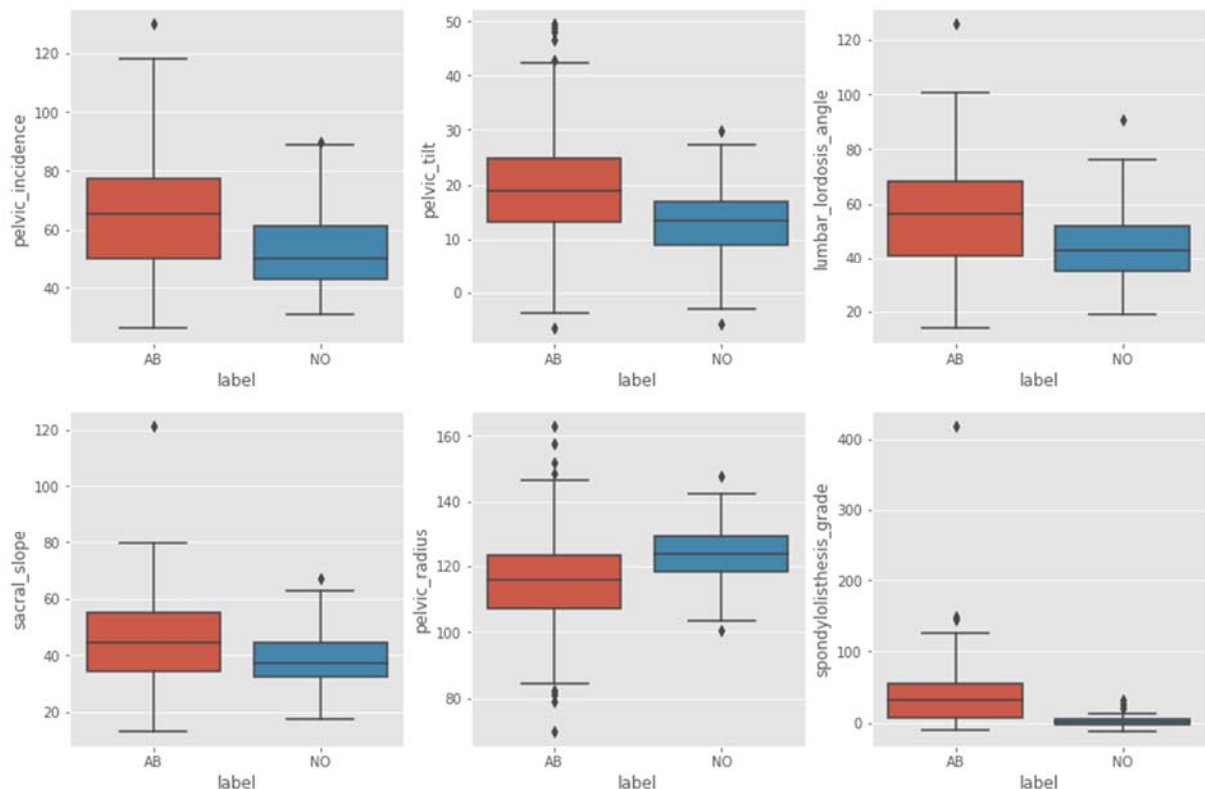 pelvic_incidence
120
100
80
60
40
AB
NO
label
pelvic_tilt
50
40
30
20
10
0
AB
NO
label
lumbar_lordosis_angle
120
100
80
60
40
20
AB
NO
label
sacral_slope
120
100
80
60
40
20
AB
NO
label
pelvic_radius
160
140
120
100
80
AB
NO
label
spondylolisthesis_grade
400
300
200
100
0
AB
NO
label